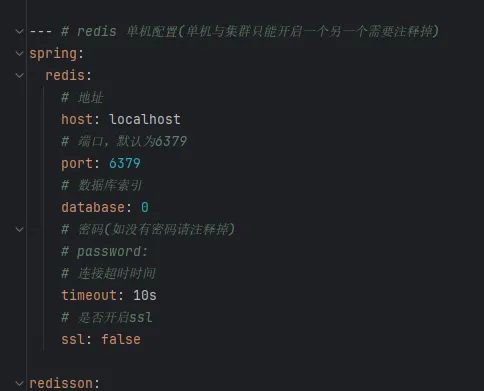 --- # redis 单机配置(单机与集群只能开启一个另一个需要注释掉)
spring:
  redis:
    # 地址
    host: localhost
    # 端口，默认为6379
    port: 6379
    # 数据库索引
    database: 0
    # 密码(如没有密码请注释掉)
    # password:
    # 连接超时时间
    timeout: 10s
    # 是否开启ssl
    ssl: false
redisson: